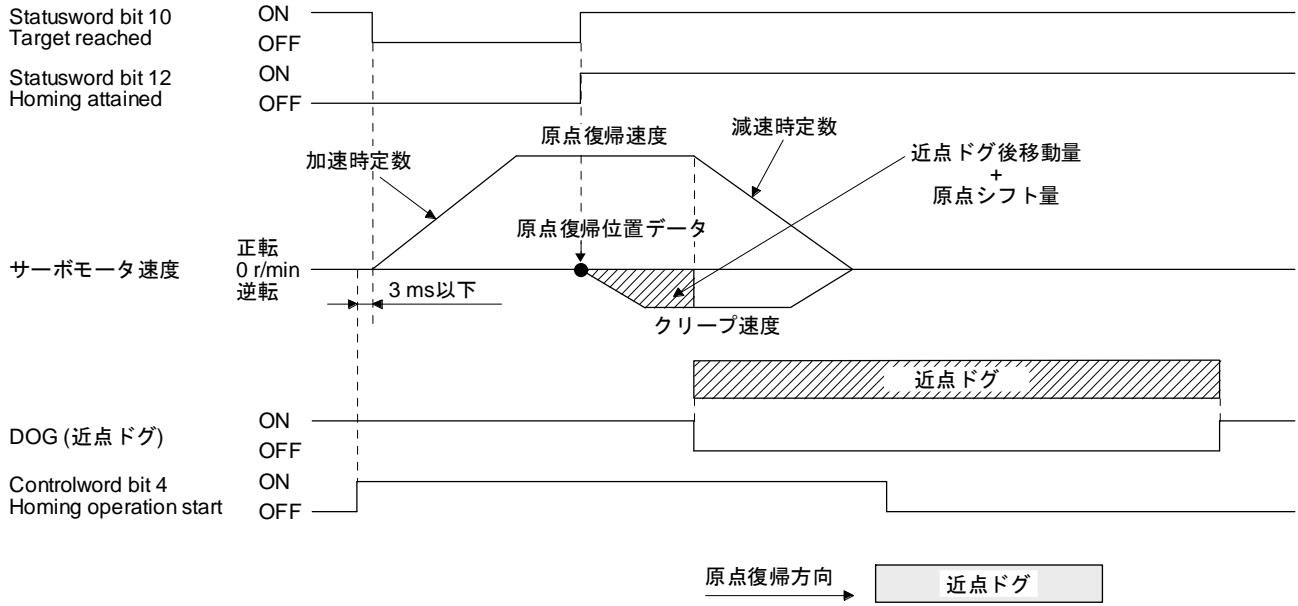 Statusword bit 10
Target reached
ON
OFF
Statusword bit 12
Homing attained
ON
OFF
原点復帰速度
減速時定数
加速時定数
近点ドグ後移動量
+
原点シフト量
原点復帰位置データ
サーボモータ速度
正転
0 r/min
逆転
3 ms以下
クリープ速度
近点ドグ
DOG (近点ドグ)
ON
OFF
Controlword bit 4
Homing operation start
ON
OFF
原点復帰方向
近点ドグ